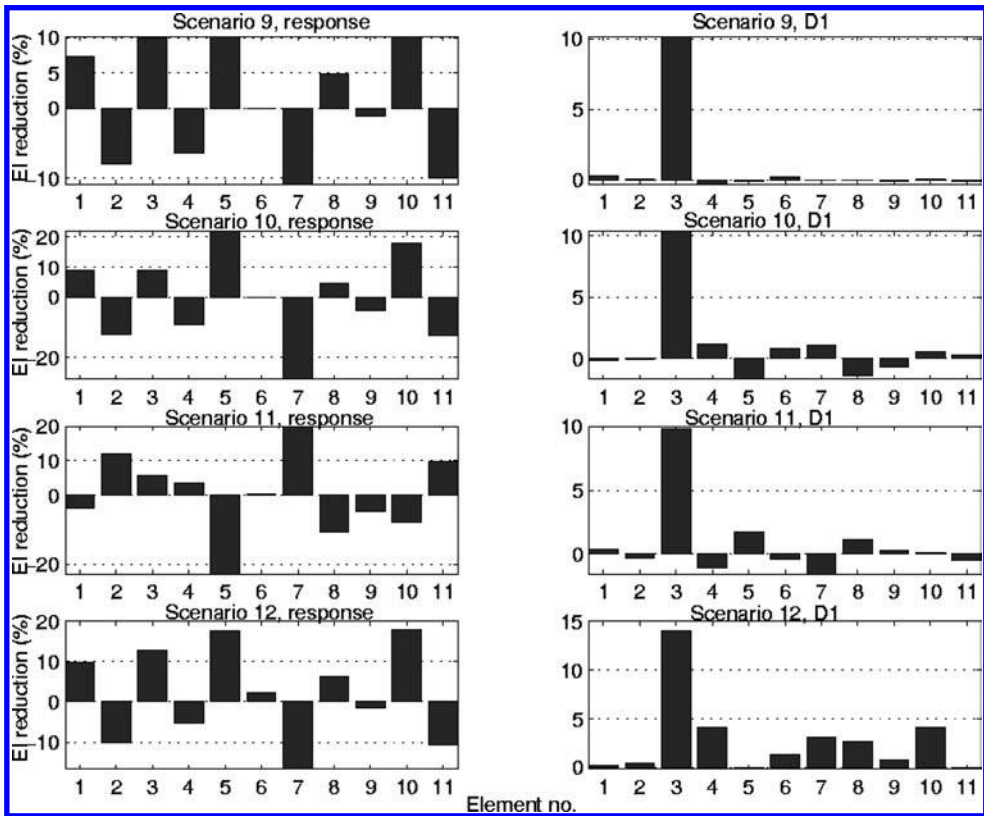 Scenario 9, response
EI reduction (%)
10
5
0
−10
1 2 3 4 5 6 7 8 9 10 11
Scenario 9, D1
10
5
0
1 2 3 4 5 6 7 8 9 10 11
Scenario 10, response
EI reduction (%)
20
10
0
−20
1 2 3 4 5 6 7 8 9 10 11
Scenario 10, D1
10
5
0
1 2 3 4 5 6 7 8 9 10 11
Scenario 11, response
EI reduction (%)
20
10
0
−20
1 2 3 4 5 6 7 8 9 10 11
Scenario 11, D1
10
5
0
1 2 3 4 5 6 7 8 9 10 11
Scenario 12, response
EI reduction (%)
20
10
0
−10
1 2 3 4 5 6 7 8 9 10 11
Scenario 12, D1
15
10
5
0
1 2 3 4 5 6 7 8 9 10 11
Element no.